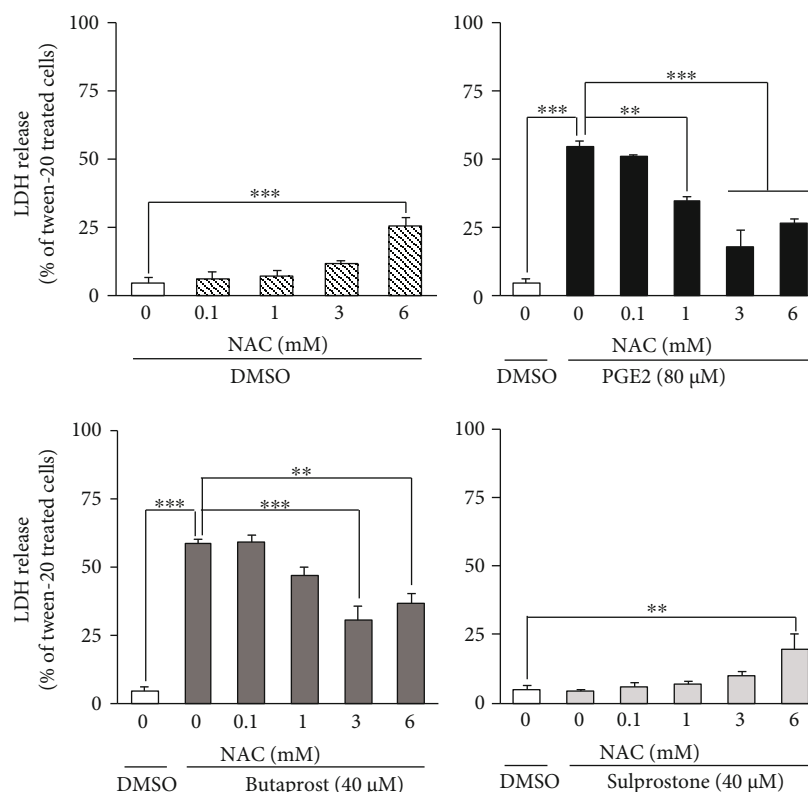 100
75
50
25
0
LDH release
(% of tween-20 treated cells)
***
0 0.1 1 3 6
NAC (mM)
DMSO
100
75
50
25
0
***
*** **
0 0 0.1 1 3 6
NAC (mM)
DMSO PGE2 (80 μM)
100
75
50
25
0
LDH release
(% of tween-20 treated cells)
**
*** ***
0 0 0.1 1 3 6
NAC (mM)
DMSO Butaprost (40 μM)
100
75
50
25
0
**
0 0 0.1 1 3 6
NAC (mM)
DMSO Sulprostone (40 μM)